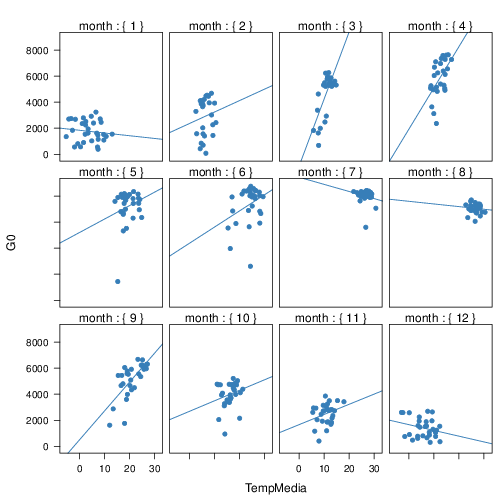 month : { 1 }
month : { 2 }
month : { 3 }
month : { 4 }
8000
6000
4000
2000
0
month : { 5 }
month : { 6 }
month : { 7 }
month : { 8 }
G0
month : { 9 }
month : { 10 }
month : { 11 }
month : { 12 }
8000
6000
4000
2000
0
0 10 20 30
0 10 20 30
TempMedia